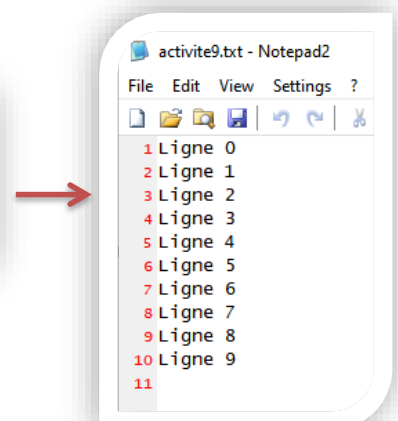 activite9.txt - Notepad2
File Edit View Settings ?
1 Ligne 0
2 Ligne 1
3 Ligne 2
4 Ligne 3
5 Ligne 4
6 Ligne 5
7 Ligne 6
8 Ligne 7
9 Ligne 8
10 Ligne 9
11